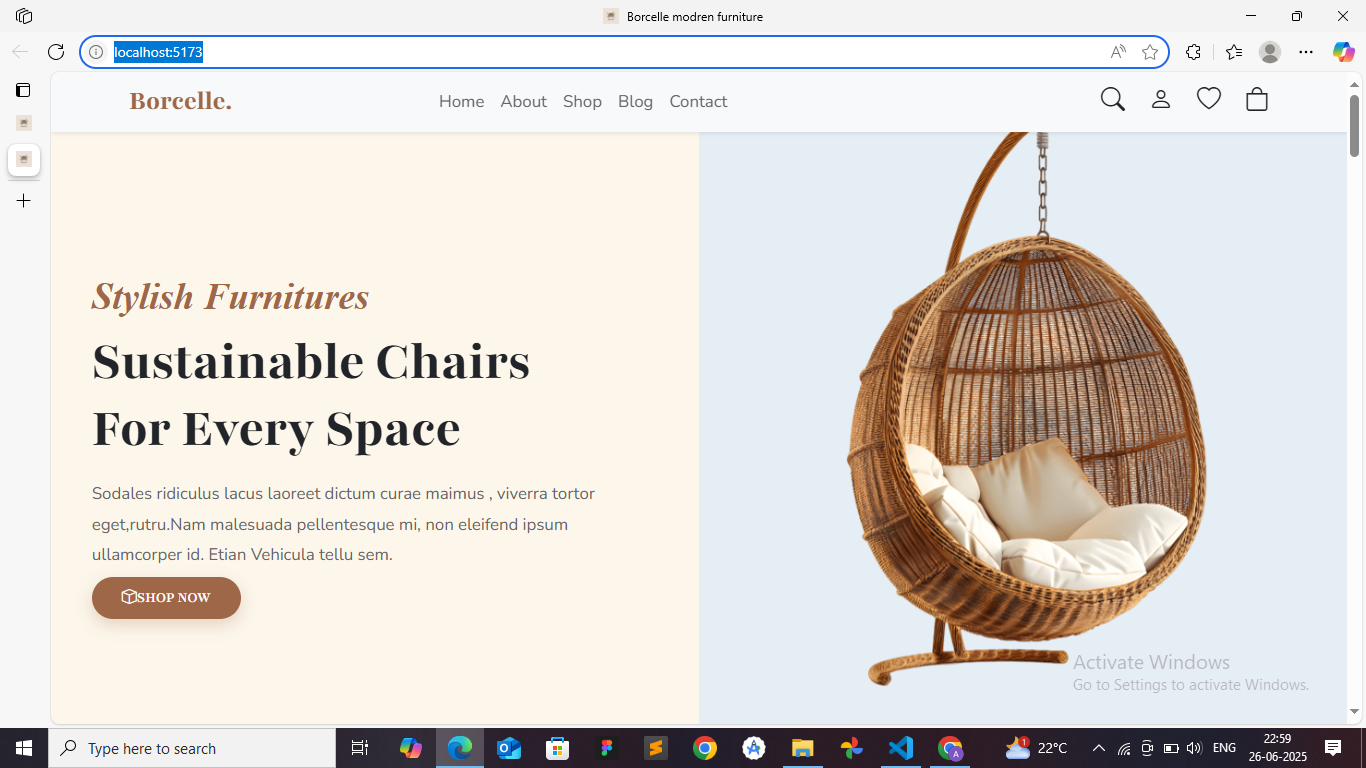 Borcelle modren furniture
localhost:5173
Borcelle.
Home About Shop Blog Contact
Stylish Furnitures
Sustainable Chairs
For Every Space
Sodales ridiculus lacus laoreet dictum curae maimus , viverra tortor
eget,rutru.Nam malesuada pellentesque mi, non eleifend ipsum
ullamcorper id. Etian Vehicula tellu sem.
SHOP NOW
Activate Windows
Go to Settings to activate Windows.
Type here to search
1
22°C
ENG
22:59
26-06-2025